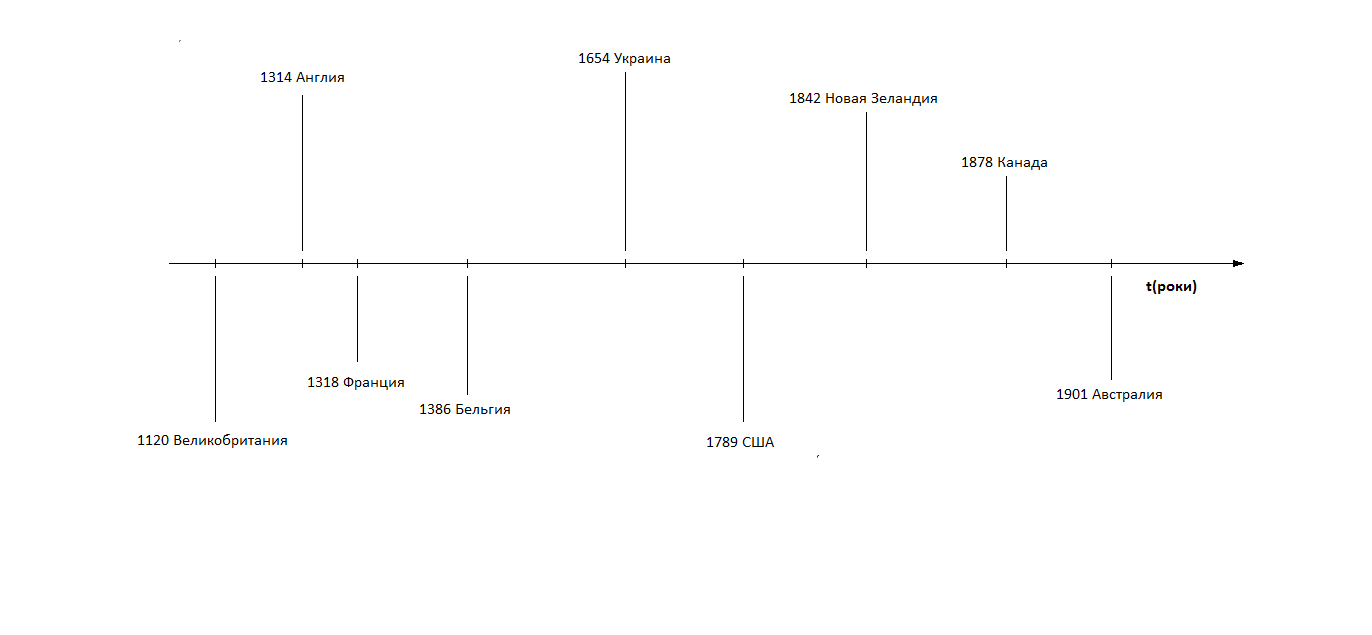 1654 Украина
1314 Англия
1842 Новая Зеландия
1878 Канада
t(роки)
1318 Франция
1901 Австралия
1386 Бельгия
1120 Великобритания
1789 США